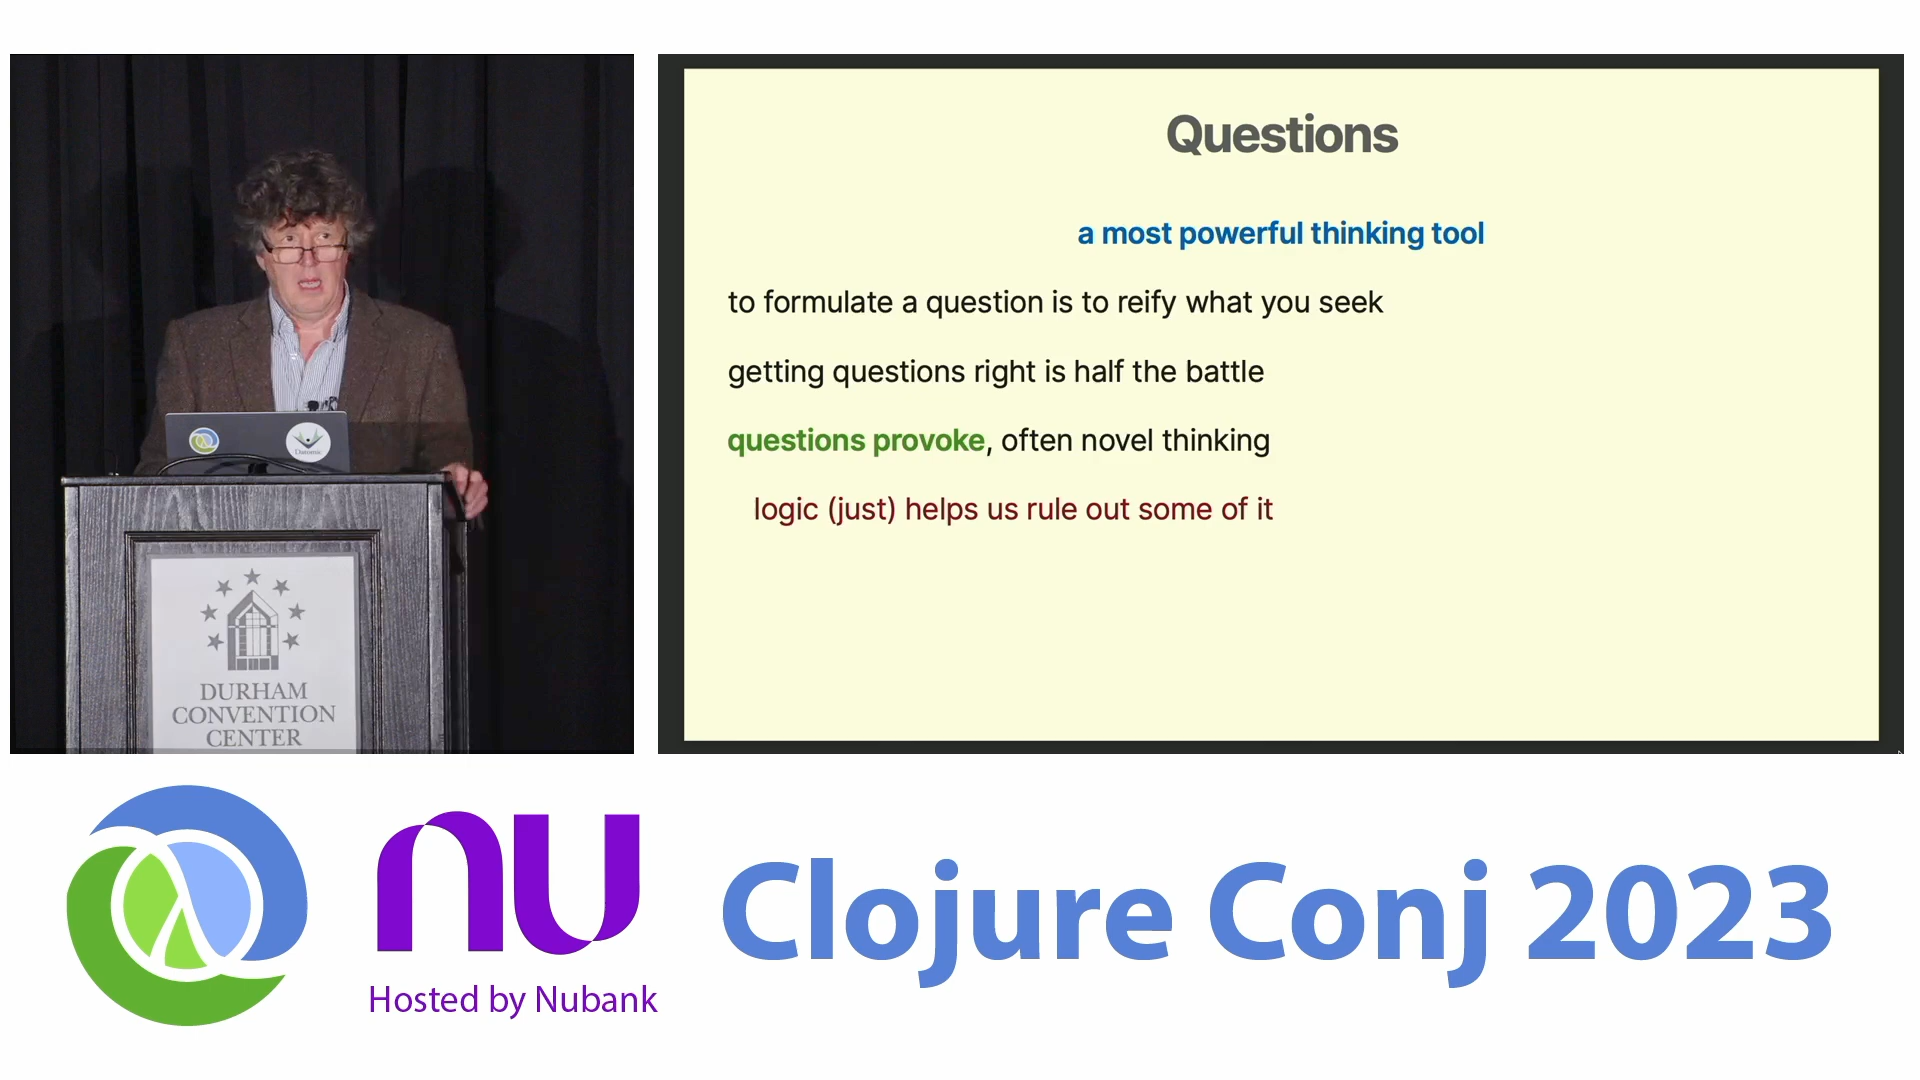 Questions
a most powerful thinking tool
to formulate a question is to reify what you seek
getting questions right is half the battle
questions provoke, often novel thinking
logic (just) helps us rule out some of it
Datomic
DURHAM
CONVENTION
CENTER
nu
Hosted by Nubank
Clojure Conj 2023